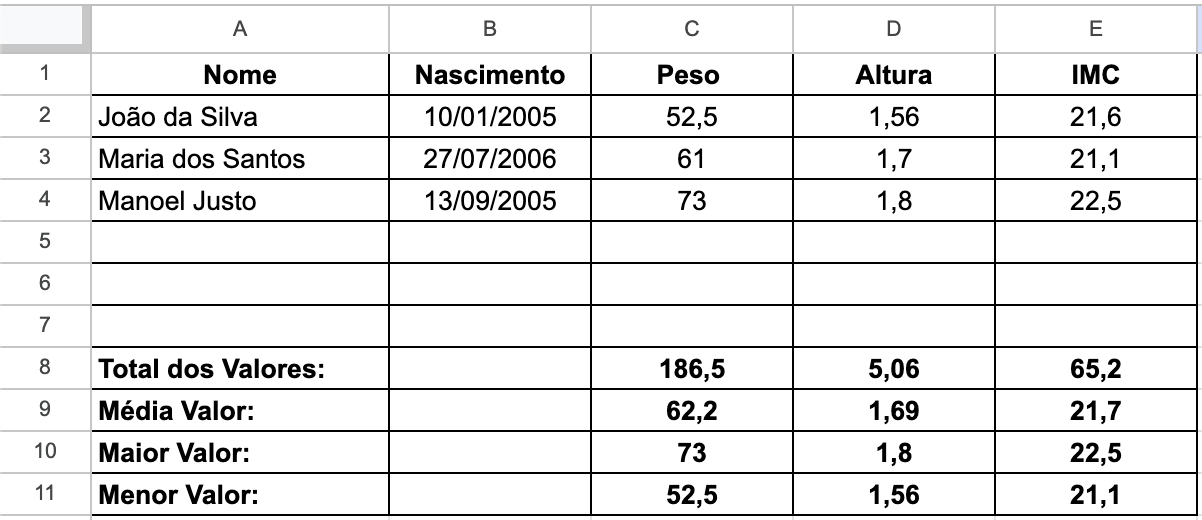 A B C D E
1 Nome Nascimento Peso Altura IMC
2 João da Silva 10/01/2005 52,5 1,56 21,6
3 Maria dos Santos 27/07/2006 61 1,7 21,1
4 Manoel Justo 13/09/2005 73 1,8 22,5
5
6
7
8 Total dos Valores: 186,5 5,06 65,2
9 Média Valor: 62,2 1,69 21,7
10 Maior Valor: 73 1,8 22,5
11 Menor Valor: 52,5 1,56 21,1